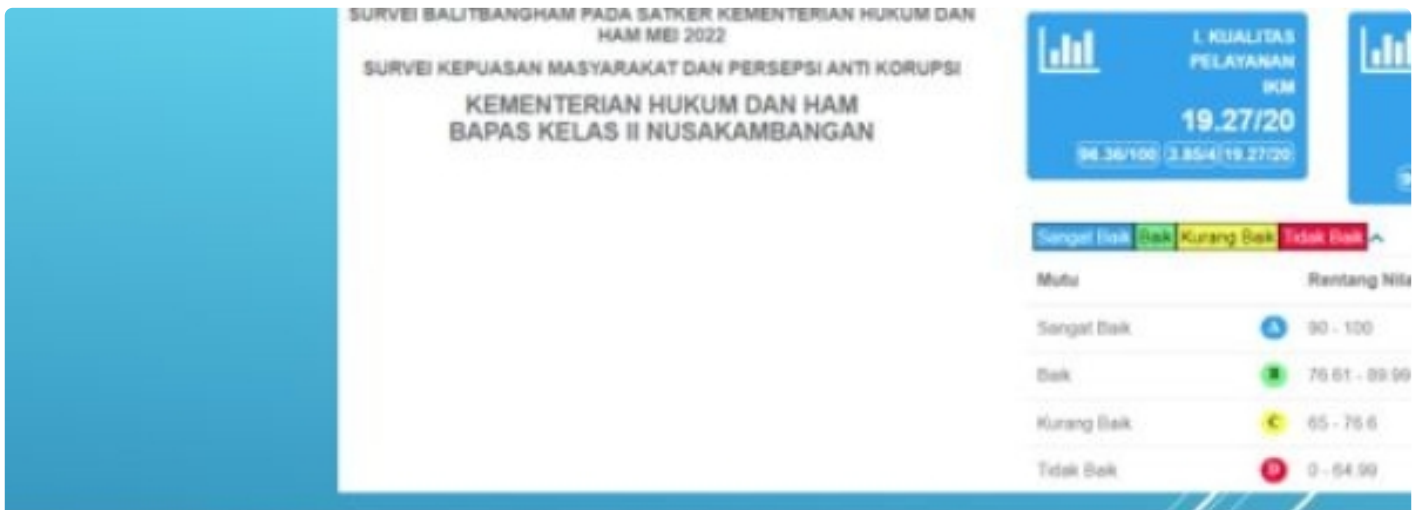 SURVEI BALITBANGHAM PADA SATKER KEMENTERIAN HUKUM DAN
HAM MEI 2022
SURVEI KEPUASAN MASYARAKAT DAN PERSEPSI ANTI KORUPSI
KEMENTERIAN HUKUM DAN HAM
BAPAS KELAS II NUSAKAMBANGAN
I. KUALITAS
PELAYANAN
IKM
19.27/20
96.36/100 3.85/4 19.27/20
Sangat Baik Baik Kurang Baik Tidak Baik
Mutu Rentang Nila
Sangat Baik A 90 - 100
Baik B 76.61 - 89.99
Kurang Baik C 65 - 76.6
Tidak Baik D 0 - 64.99